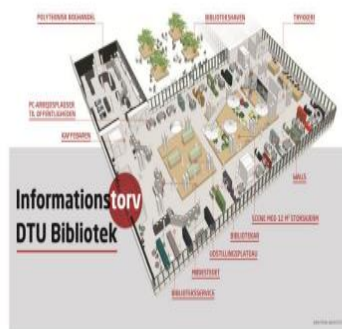 POLYTEKNISK BOGHANDEL
BIBLIOTEKSHAVEN
TRYKKERI
PC-ARBEJDSPLADSER
TIL OFFENTLIGHEDEN
KAFFEBAREN
Informationstorv
DTU Bibliotek
WALLS
SCENE MED 12 M² STORSKÆRM
BIBLIOTEKAR
UDSTILLINGSPLATEAU
MØDESTEDET
BIBLIOTEKSSERVICE